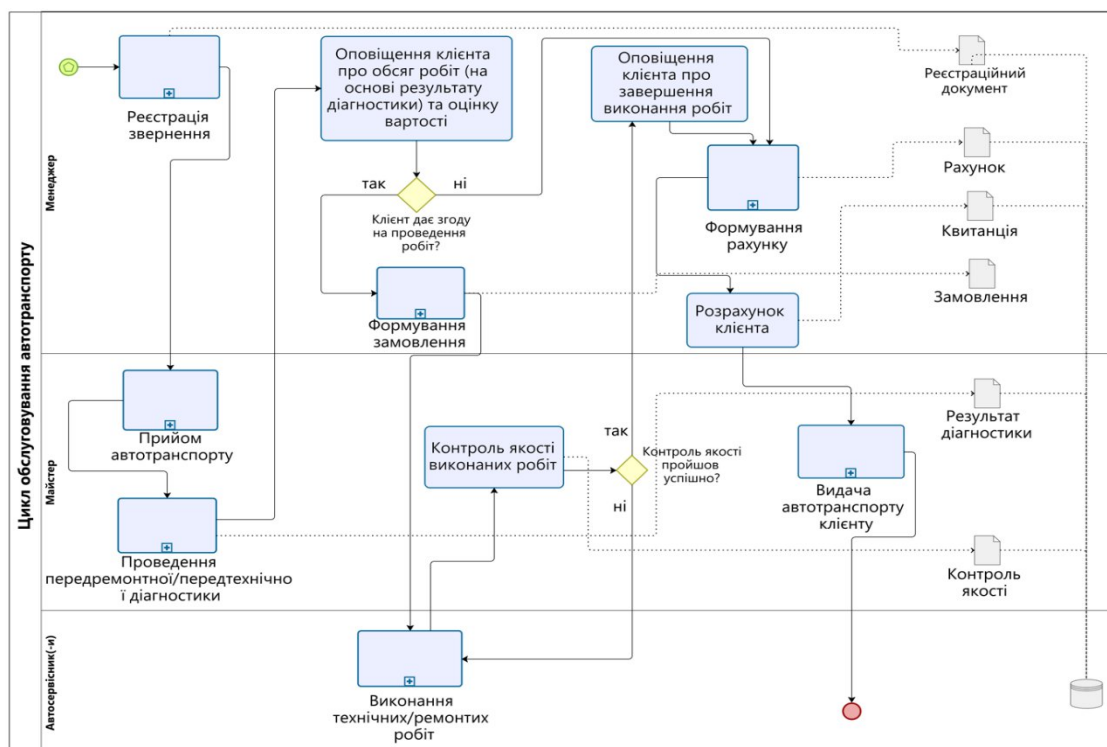 Цикл обслуговування автотранспорту
Менеджер
Реєстрація
звернення
Оповіщення клієнта
про обсяг робіт (на
основі результату
діагностики) та оцінку
вартості
так
ні
Клієнт дає згоду
на проведення
робіт?
Формування
замовлення
Оповіщення
клієнта про
завершення
виконання робіт
Формування
рахунку
Розрахунок
клієнта
Реєстраційний
документ
Рахунок
Квитанція
Замовлення
Майстер
Прийом
автотранспорту
Проведення
передремонтної/передтехнічно
ї діагностики
Контроль якості
виконаних робіт
так
Контроль якості
пройшов
успішно?
ні
Видача
автотранспорту
клієнту
Результат
діагностики
Контроль
якості
Автосервісник(-и)
Виконання
технічних/ремонтих
робіт